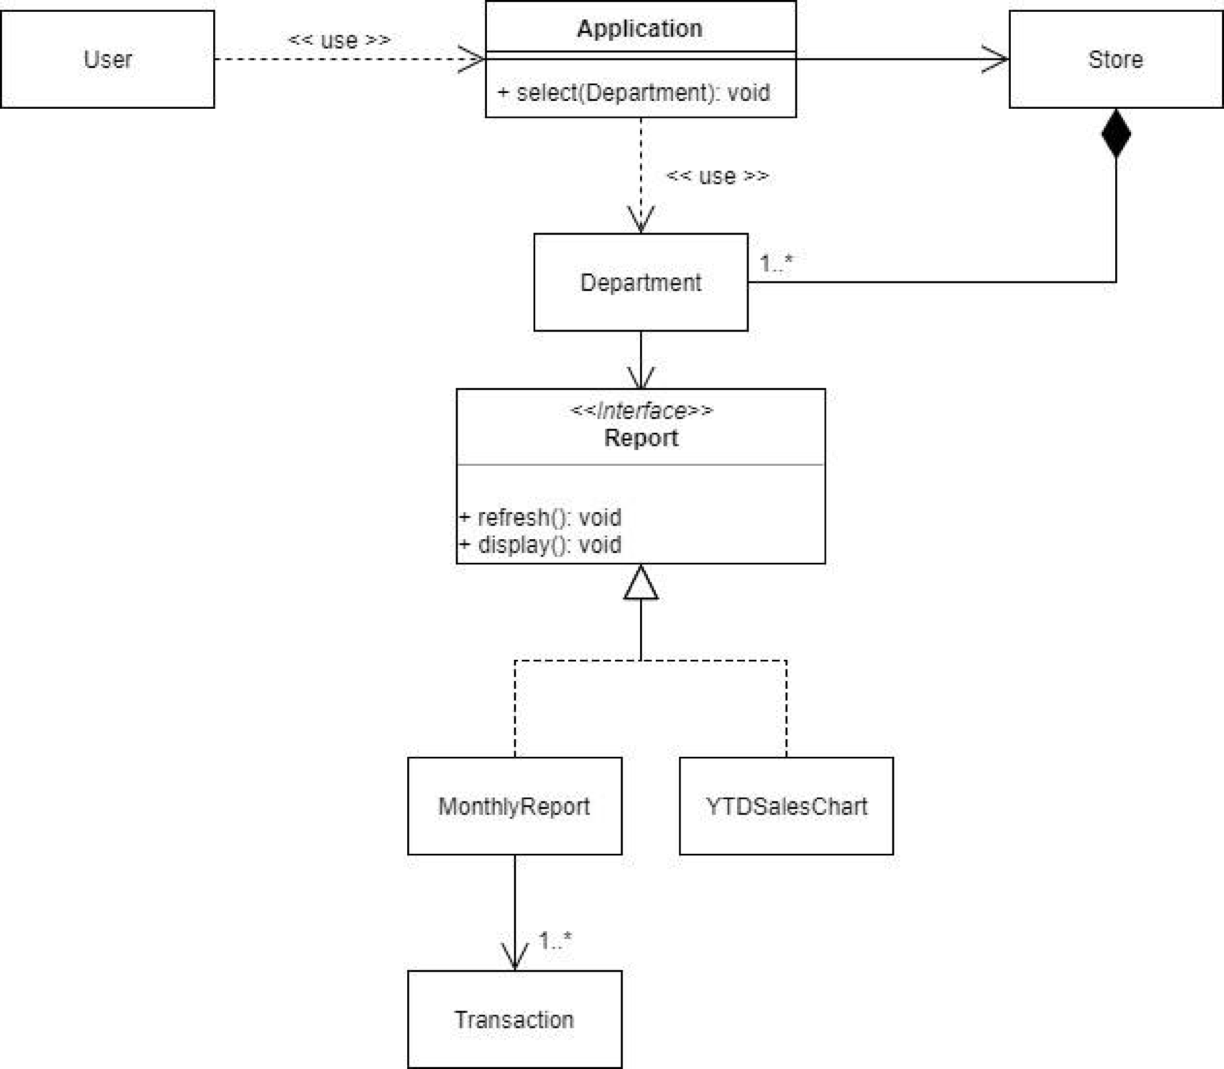 User
<< use >>
Application
+ select(Department): void
Store
<< use >>
Department
1..*
<<Interface>>
Report
+ refresh(): void
+ display(): void
MonthlyReport
YTDSalesChart
1..*
Transaction